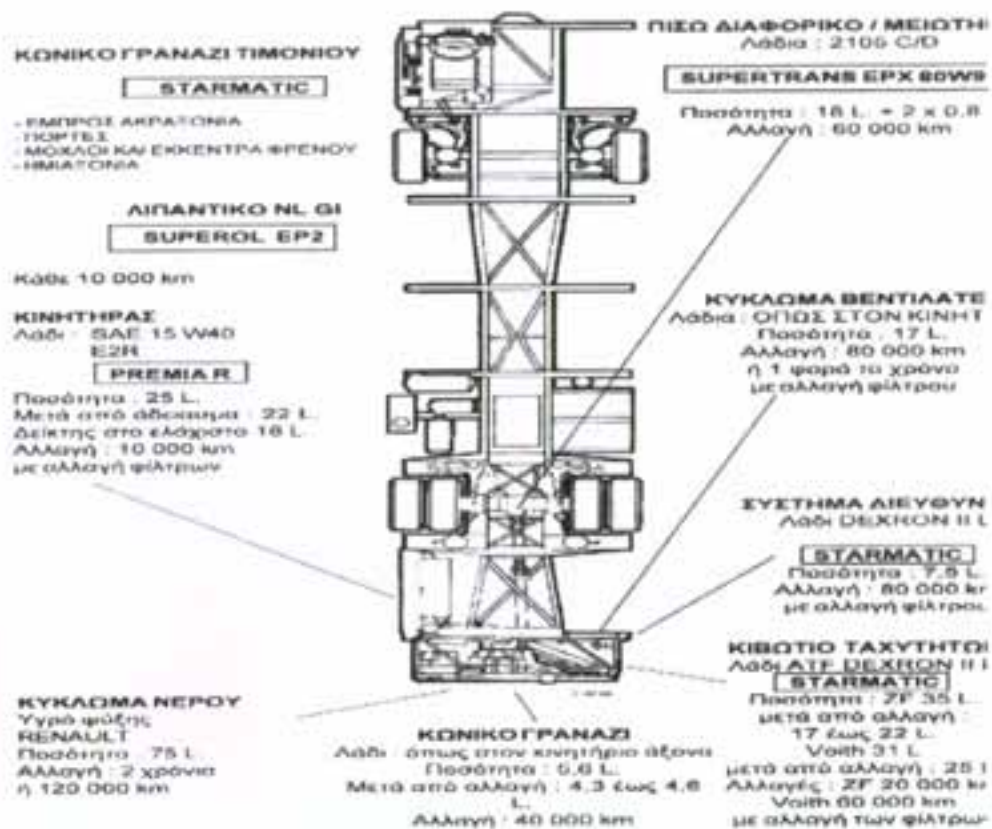 ΚΩΝΙΚΟ ΓΡΑΝΑΖΙ ΤΙΜΟΝΙΟΥ
STARMATIC
- ΕΜΠΡΟΣ ΑΚΡΑΞΟΝΙΑ
- ΠΟΡΤΕΣ
- ΜΟΧΛΟΙ ΚΑΙ ΕΚΚΕΝΤΡΑ ΦΡΕΝΟΥ
- ΗΜΙΑΞΟΝΙΑ
ΛΙΠΑΝΤΙΚΟ NL GI
SUPEROL EP2
Κάθε 10 000 km
ΚΙΝΗΤΗΡΑΣ
Λάδι : SAE 15 W40
E2R
PREMIA R
Ποσότητα : 25 L.
Μετά από άδειασμα : 22 L.
Δείκτης στο ελάχιστο 18 L.
Αλλαγή : 10 000 km
με αλλαγή φίλτρων
ΚΥΚΛΩΜΑ ΝΕΡΟΥ
Υγρό ψύξης
RENAULT
Ποσότητα : 75 L.
Αλλαγή : 2 χρόνια
ή 120 000 km
ΚΩΝΙΚΟ ΓΡΑΝΑΖΙ
Λάδι : όπως στον κινητήριο άξονα
Ποσότητα : 5,6 L.
Μετά από αλλαγή : 4,3 έως 4,6
L.
Αλλαγή : 40 000 km
ΠΙΣΩ ΔΙΑΦΟΡΙΚΟ / ΜΕΙΩΤΗ
Λάδια : 2105 C/D
SUPERTRANS EPX 80W9
Ποσότητα : 18 L. + 2 x 0,8
Αλλαγή : 60 000 km
ΚΥΚΛΩΜΑ ΒΕΝΤΙΛΑΤΕ
Λάδια : ΟΠΩΣ ΣΤΟΝ ΚΙΝΗΤ
Ποσότητα : 17 L.
Αλλαγή : 80 000 km
ή 1 φορά το χρόνο
με αλλαγή φίλτρου
ΣΥΣΤΗΜΑ ΔΙΕΥΘΥΝ
Λάδι DEXRON II
STARMATIC
Ποσότητα : 7,5 L.
Αλλαγή : 80 000
με αλλαγή φίλτρου
ΚΙΒΩΤΙΟ ΤΑΧΥΤΗΤΩ
Λάδι ATF DEXRON II
STARMATIC
Ποσότητα : ZF 35 L.
μετά από αλλαγή :
17 έως 22 L.
Voith 31 L
μετά από αλλαγή : 25
Αλλαγές : ZF 20 000
Voith 60 000 km
με αλλαγή των φίλτρων